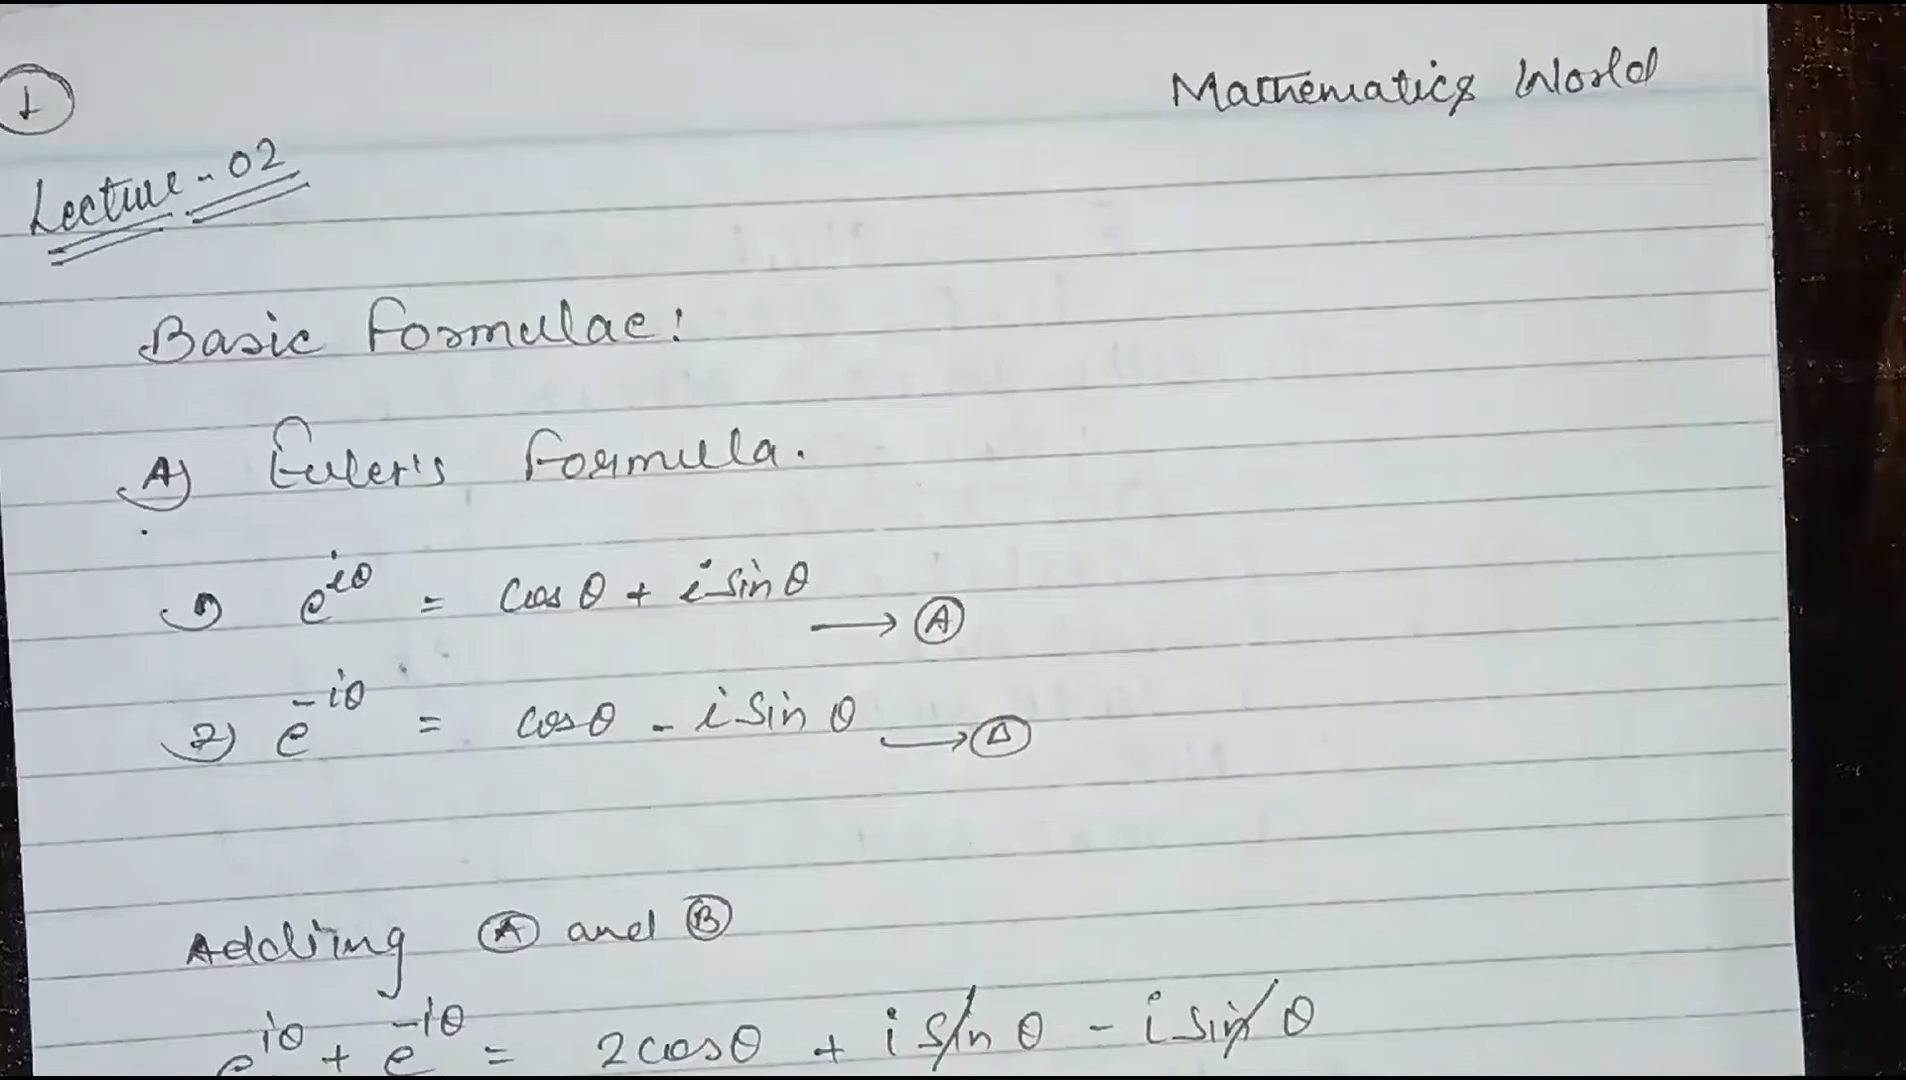 1
Mathematics World
Lecture-02
Basic Formulae:
A) Euler's Formula.
1) e^{iθ} = cos θ + i sin θ → (A)
2) e^{-iθ} = cos θ - i sin θ → (B)
Adding (A) and (B)
e^{iθ} + e^{-iθ} = 2cosθ + i sin θ - i sin θ